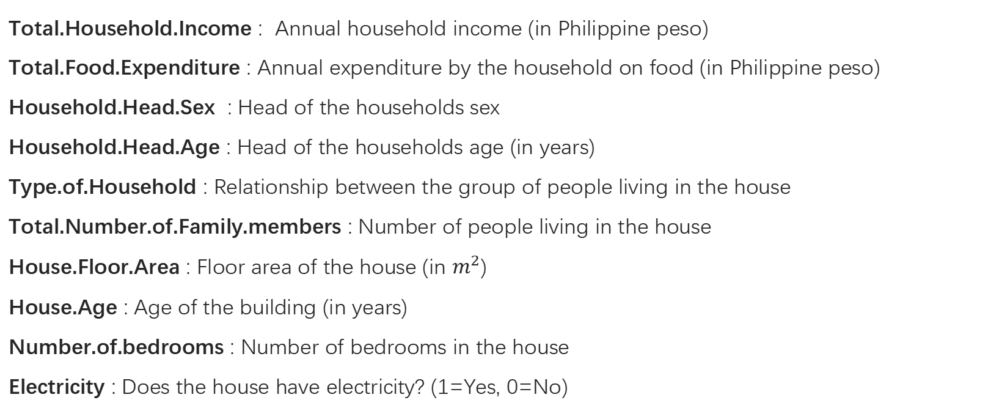 Total.Household.Income :  Annual household income (in Philippine peso)
Total.Food.Expenditure : Annual expenditure by the household on food (in Philippine peso)
Household.Head.Sex  : Head of the households sex
Household.Head.Age : Head of the households age (in years)
Type.of.Household : Relationship between the group of people living in the house
Total.Number.of.Family.members : Number of people living in the house
House.Floor.Area : Floor area of the house (in m²)
House.Age : Age of the building (in years)
Number.of.bedrooms : Number of bedrooms in the house
Electricity : Does the house have electricity? (1=Yes, 0=No)